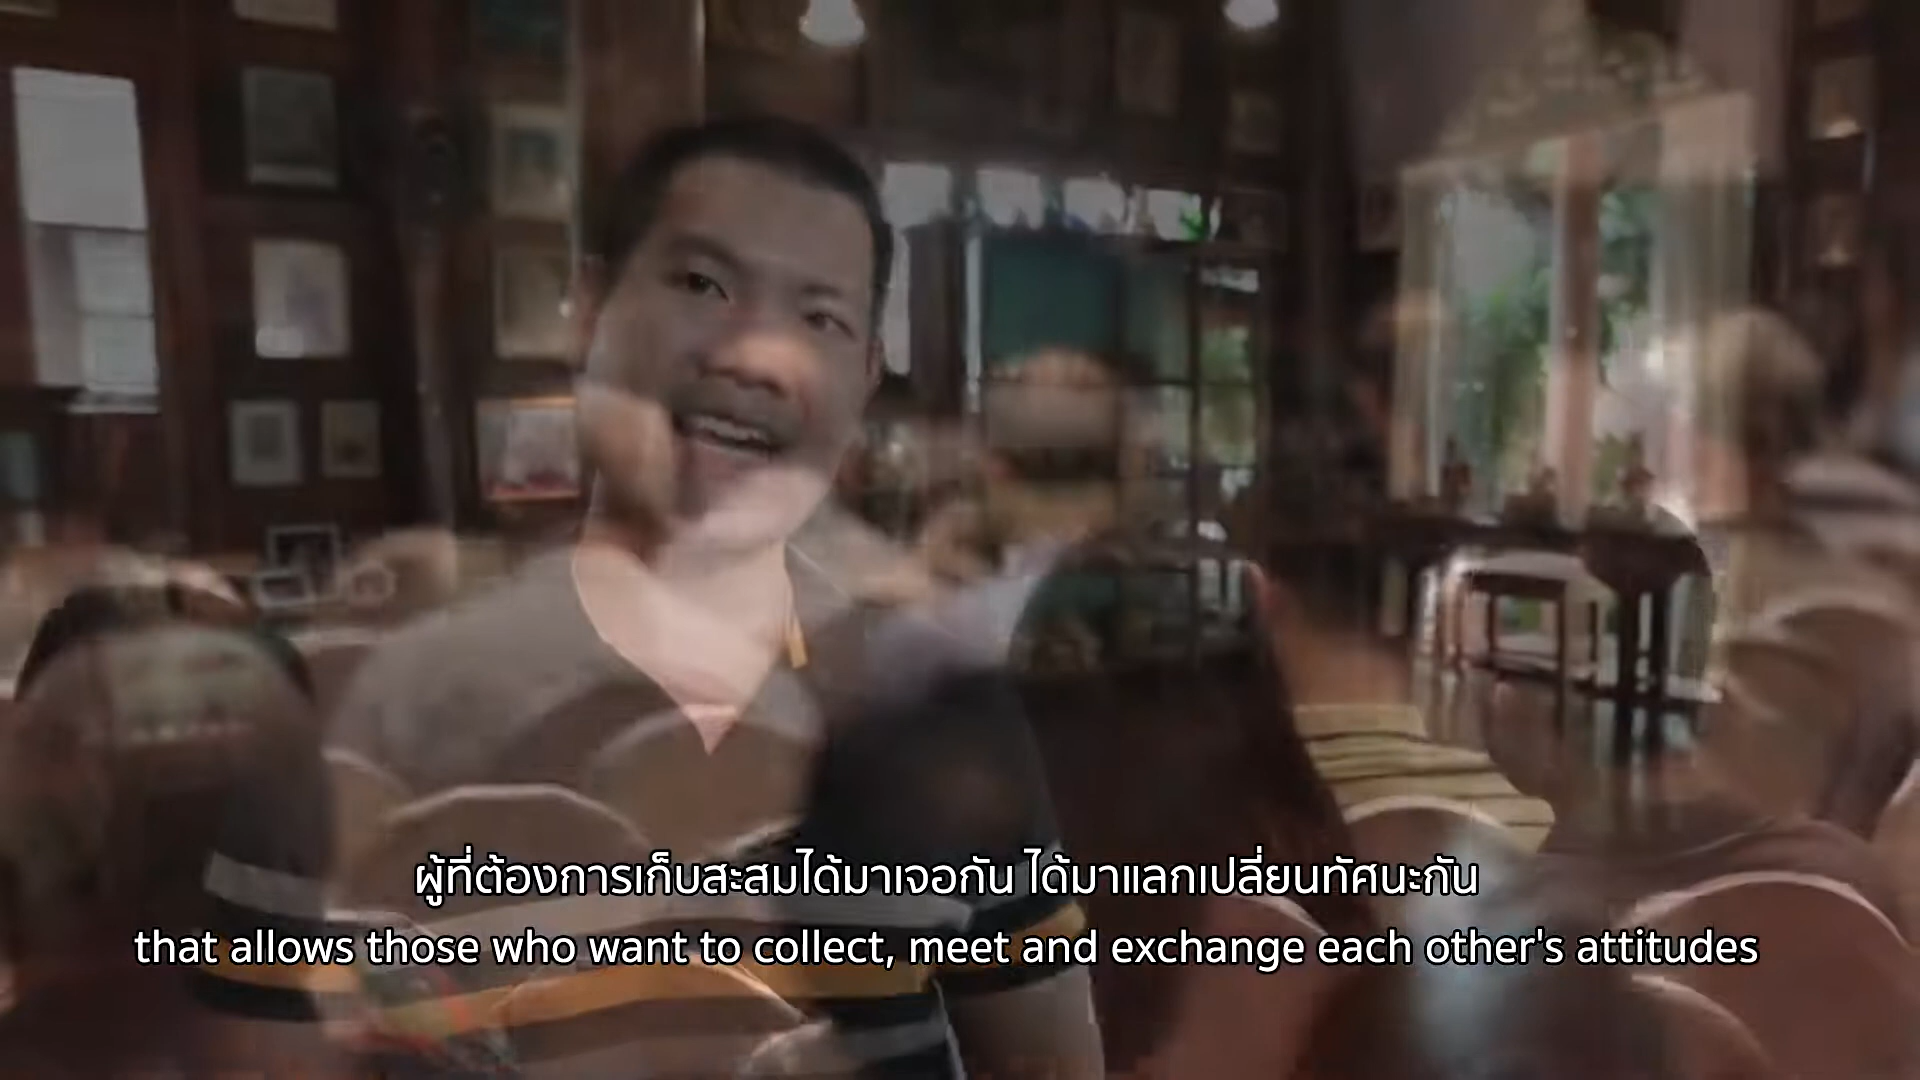 ผู้ที่ต้องการเก็บสะสมได้มาเจอกัน ได้มาแลกเปลี่ยนทัศนะกัน
that allows those who want to collect, meet and exchange each other's attitudes